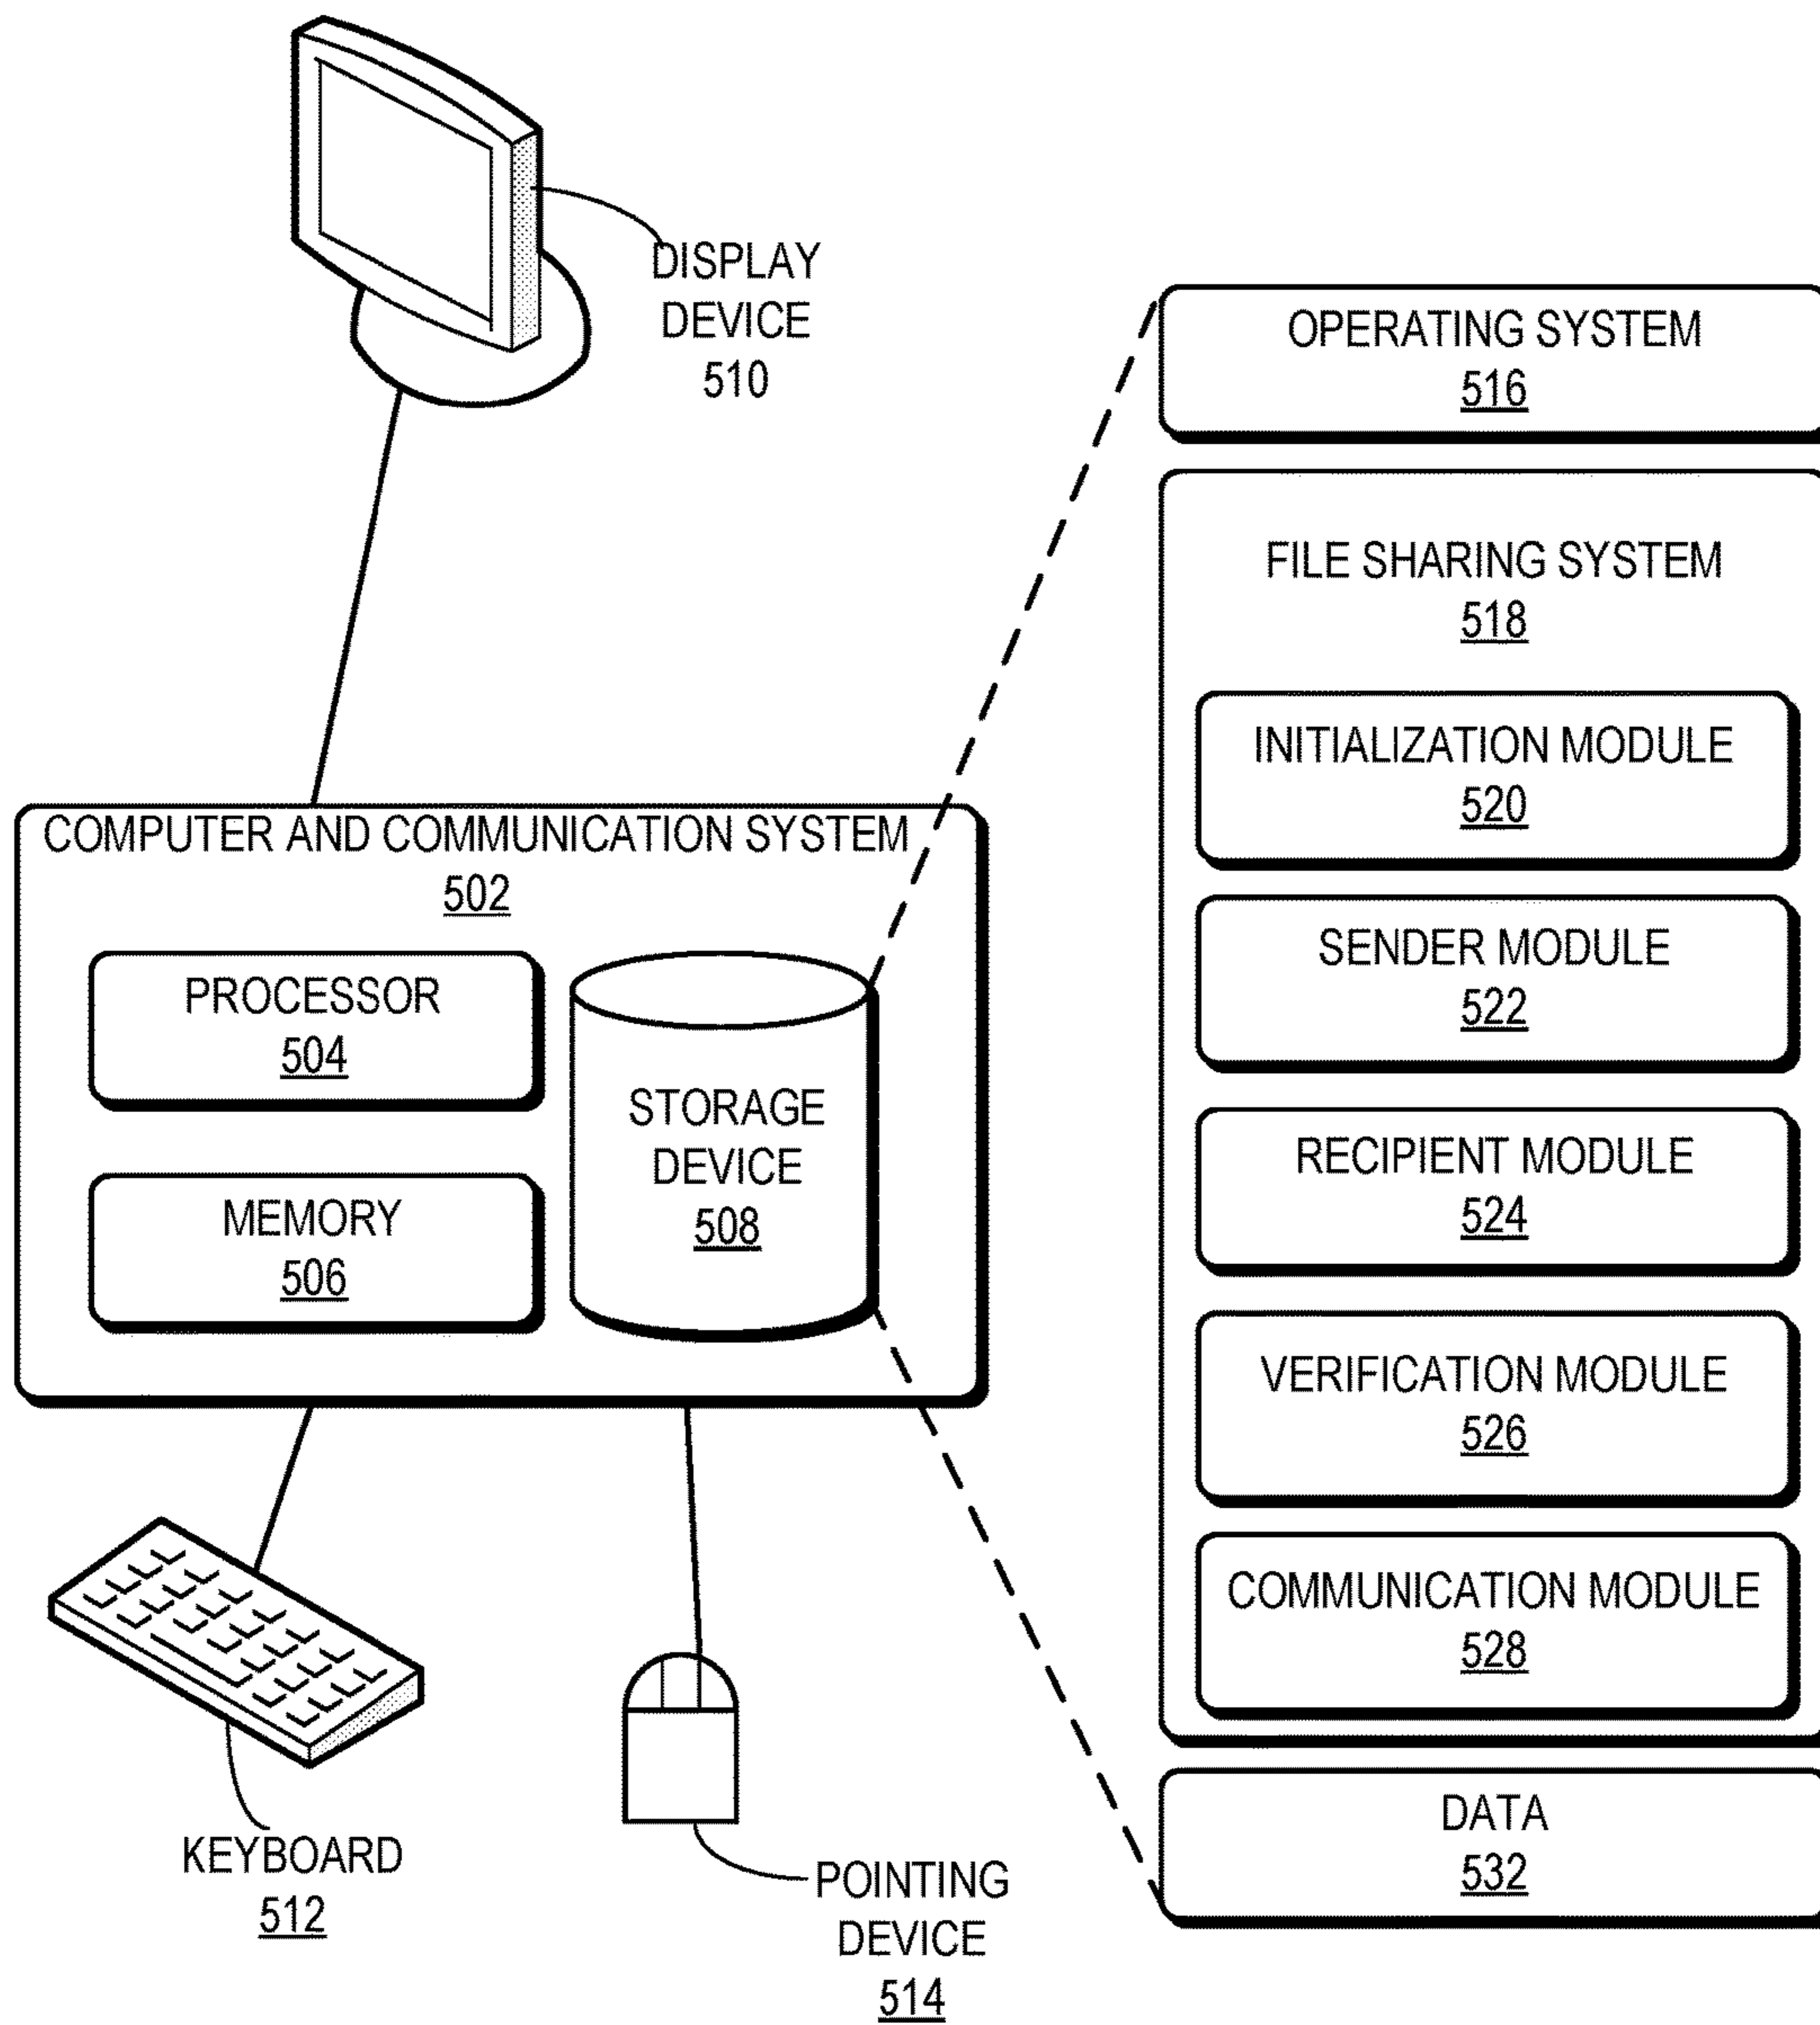 DISPLAY
DEVICE
510
COMPUTER AND COMMUNICATION SYSTEM
502
PROCESSOR
504
MEMORY
506
STORAGE
DEVICE
508
KEYBOARD
512
POINTING
DEVICE
514
OPERATING SYSTEM
516
FILE SHARING SYSTEM
518
INITIALIZATION MODULE
520
SENDER MODULE
522
RECIPIENT MODULE
524
VERIFICATION MODULE
526
COMMUNICATION MODULE
528
DATA
532